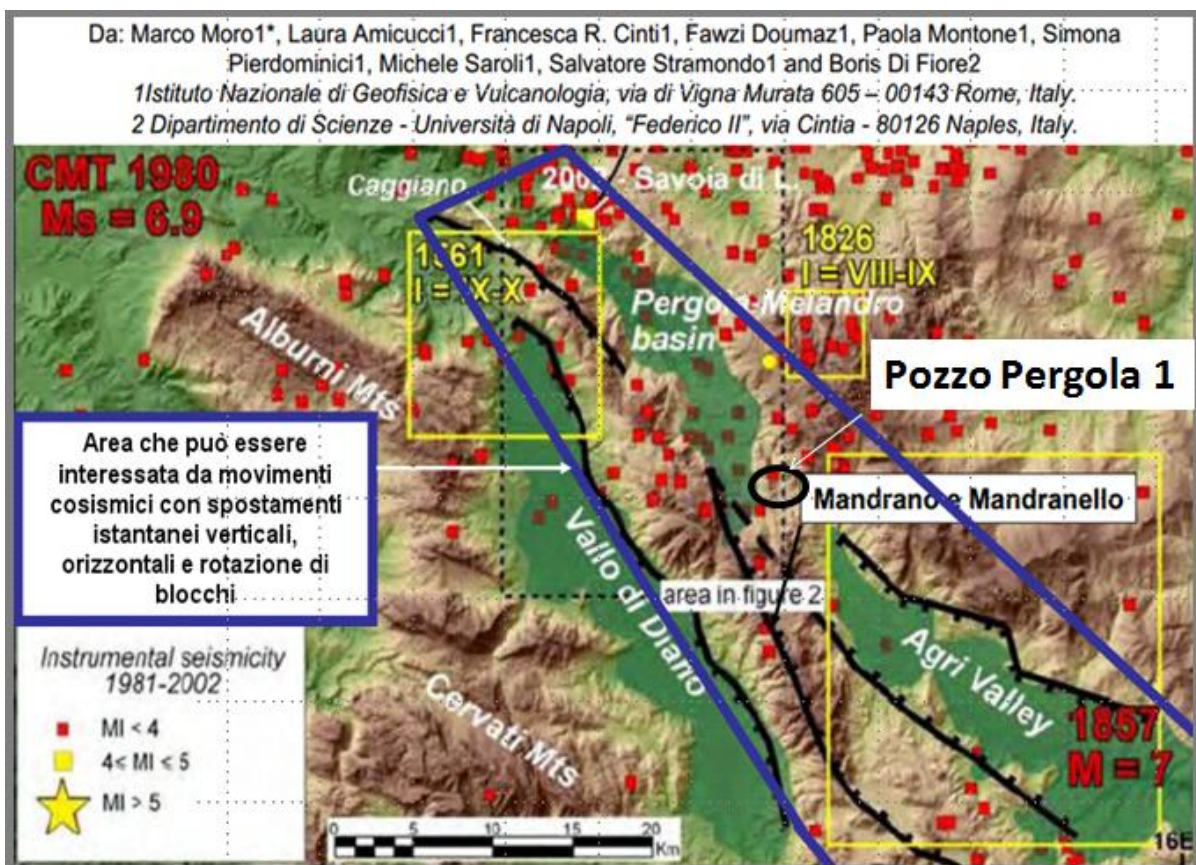 Da: Marco Moro1*, Laura Amicucci1, Francesca R. Cinti1, Fawzi Doumaz1, Paola Montone1, Simona
Pierdominici1, Michele Saroli1, Salvatore Stramondo1 and Boris Di Fiore2
1Istituto Nazionale di Geofisica e Vulcanologia, via di Vigna Murata 605 – 00143 Rome, Italy.
2 Dipartimento di Scienze - Università di Napoli, "Federico II", via Cintia - 80126 Naples, Italy.
CMT 1980
Ms = 6.9
Caggiano
Savoia di L.
1561
I = IX-X
1826
I = VIII-IX
Pergola-Melandro
basin
Alburni Mts
Pozzo Pergola 1
Area che può essere
interessata da movimenti
cosismici con spostamenti
istantanei verticali,
orizzontali e rotazione di
blocchi
Mandrano e Mandranello
Vallo di Diano
area in figure 2
Agri Valley
Cervati Mts
1857
M = 7
Instrumental seismicity
1981-2002
Ml < 4
4< Ml < 5
Ml > 5
0 5 10 15 20
Km
16E